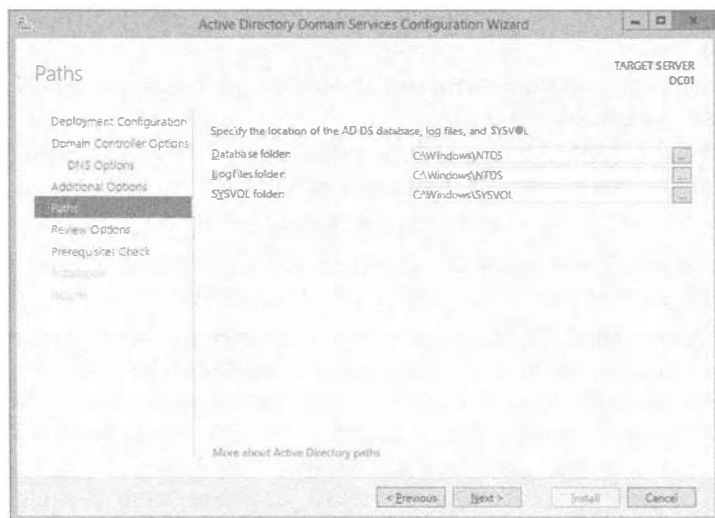 Active Directory Domain Services Configuration Wizard
Paths
TARGET SERVER
DC01
Deployment Configuration
Domain Controller Options
DNS Options
Additional Options
Paths
Review Options
Prerequisites Check
Installation
Results
Specify the location of the AD DS database, log files, and SYSVOL
Database folder: C:\Windows\NTDS
Log files folder: C:\Windows\NTDS
SYSVOL folder: C:\Windows\SYSVOL
More about Active Directory paths
< Previous Next > Install Cancel